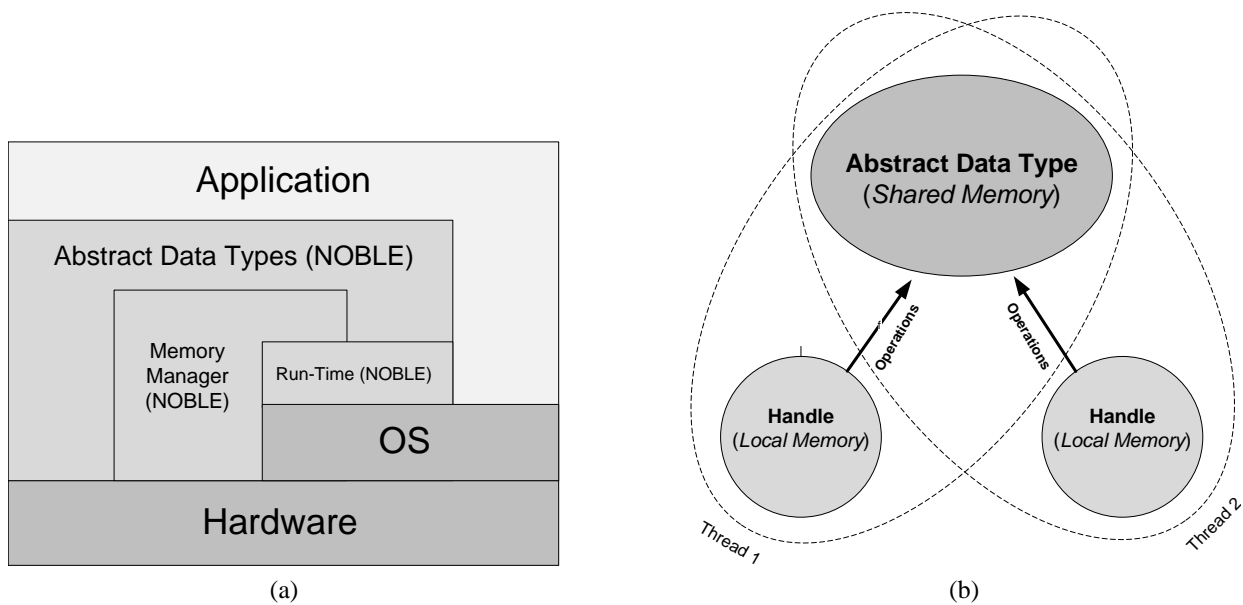 Application
Abstract Data Types (NOBLE)
Memory
Manager
(NOBLE)
Run-Time (NOBLE)
OS
Hardware
(a)
Abstract Data Type
(Shared Memory)
Operations
Operations
Handle
(Local Memory)
Handle
(Local Memory)
Thread 1
Thread 2
(b)